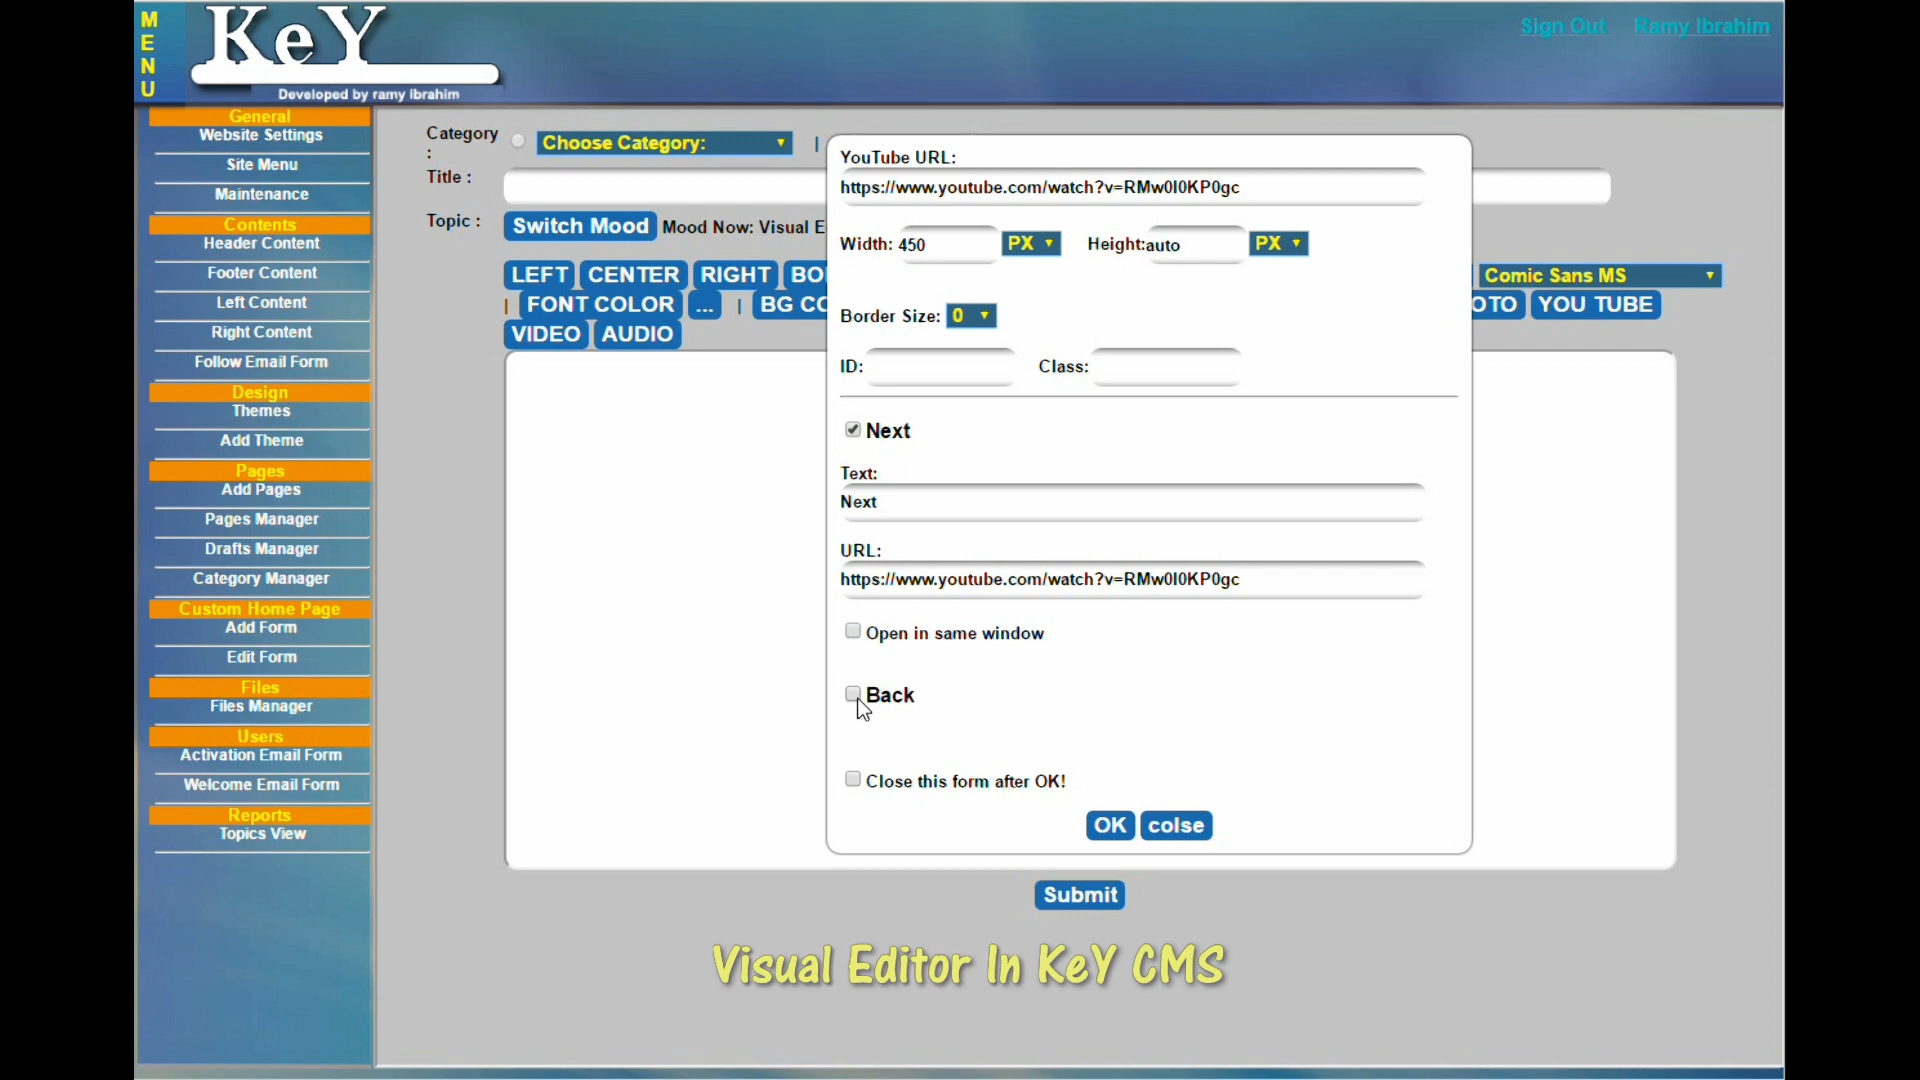 MENU
KeY
Developed by ramy ibrahim
Sign Out Ramy Ibrahim
General
Website Settings
Site Menu
Maintenance
Contents
Header Content
Footer Content
Left Content
Right Content
Follow Email Form
Design
Themes
Add Theme
Pages
Add Pages
Pages Manager
Drafts Manager
Category Manager
Custom Home Page
Add Form
Edit Form
Files
Files Manager
Users
Activation Email Form
Welcome Email Form
Reports
Topics View
Category : Choose Category: |
Title :
Topic : Switch Mood Mood Now: Visual E
LEFT CENTER RIGHT BO Comic Sans MS
| FONT COLOR ... | BG CO OTO YOU TUBE
VIDEO AUDIO
YouTube URL:
https://www.youtube.com/watch?v=RMw0I0KP0gc
Width: 450 PX Height:auto PX
Border Size: 0
ID: Class:
Next
Text:
Next
URL:
https://www.youtube.com/watch?v=RMw0I0KP0gc
Open in same window
Back
Close this form after OK!
OK colse
Submit
Visual Editor In KeY CMS